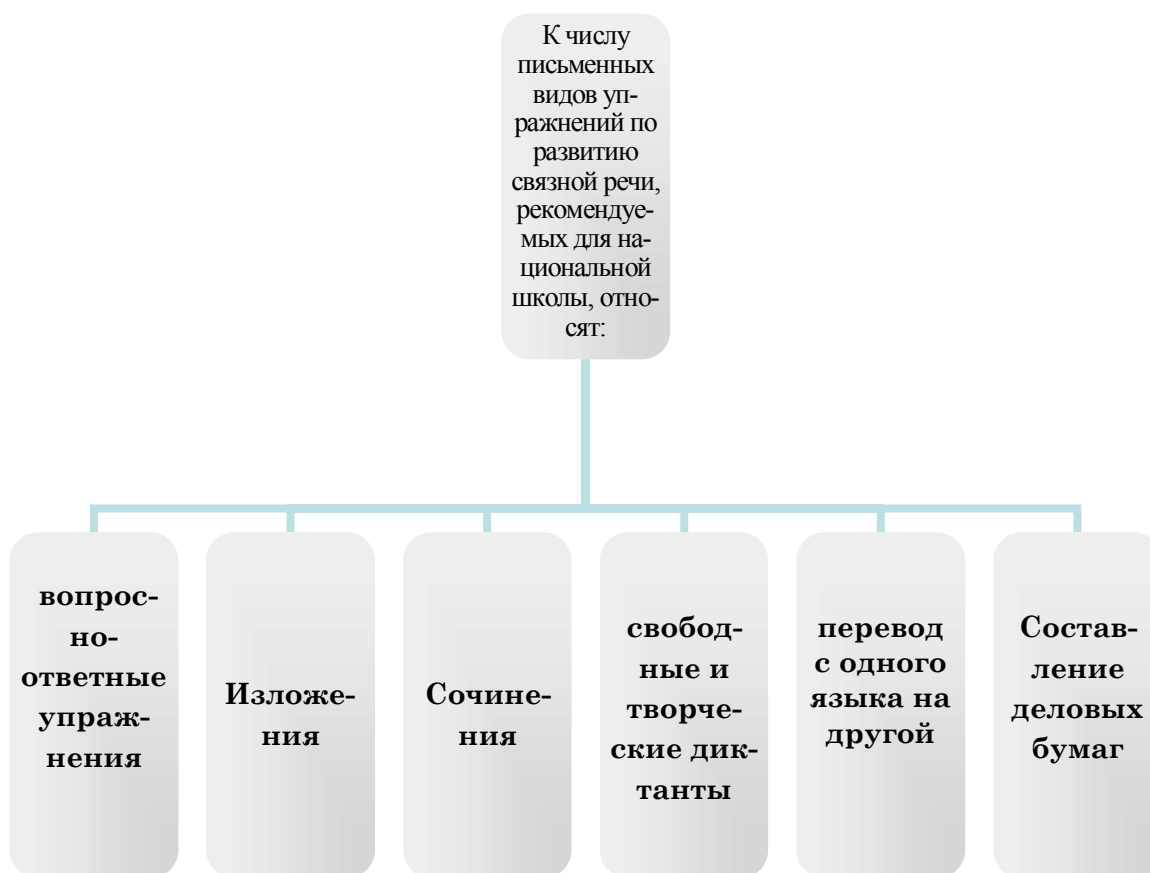 К числу
письменных
видов уп-
ражнений по
развитию
связной речи,
рекомендуе-
мых для на-
циональной
школы, отно-
сят:
вопрос-
но-
ответные
упраж-
нения
Изложе-
ния
Сочине-
ния
свобод-
ные и
творче-
ские дик-
танты
перевод
с одного
языка на
другой
Состав-
ление
деловых
бумаг